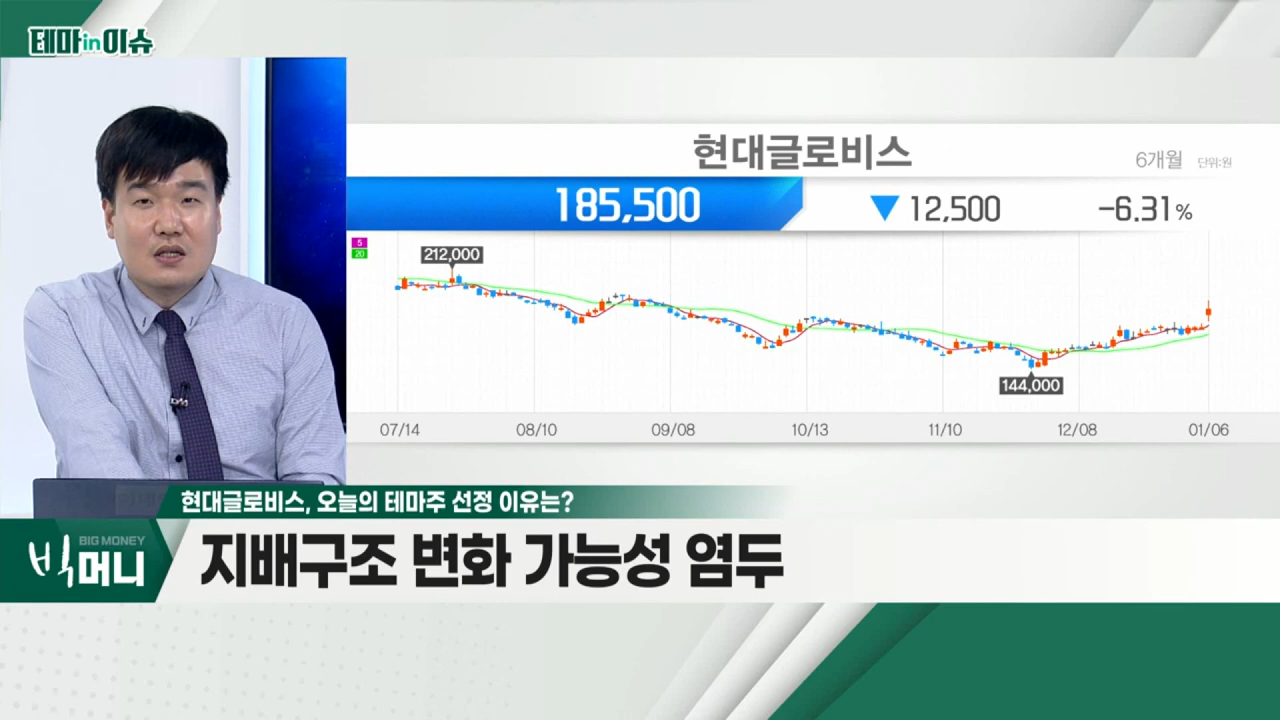 테마in이슈
현대글로비스
6개월 단위:원
185,500 ▼ 12,500 -6.31%
5
20
212,000
144,000
07/14 08/10 09/08 10/13 11/10 12/08 01/06
현대글로비스, 오늘의 테마주 선정 이유는?
BIG MONEY
빅머니
지배구조 변화 가능성 염두